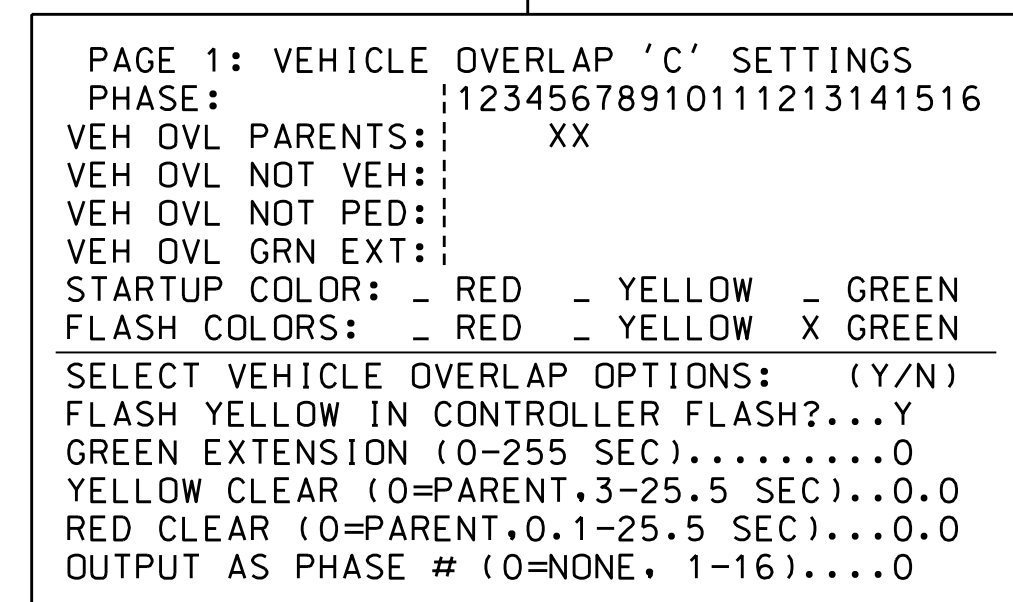 PAGE 1: VEHICLE OVERLAP 'C' SETTINGS
PHASE: ¦12345678910111213141516
VEH OVL PARENTS:¦ XX
VEH OVL NOT VEH:¦
VEH OVL NOT PED:¦
VEH OVL GRN EXT:¦
STARTUP COLOR: _ RED _ YELLOW _ GREEN
FLASH COLORS: _ RED _ YELLOW X GREEN
SELECT VEHICLE OVERLAP OPTIONS: (Y/N)
FLASH YELLOW IN CONTROLLER FLASH?...Y
GREEN EXTENSION (0-255 SEC).........0
YELLOW CLEAR (0=PARENT,3-25.5 SEC)..0.0
RED CLEAR (0=PARENT,0.1-25.5 SEC)...0.0
OUTPUT AS PHASE # (0=NONE, 1-16)....0